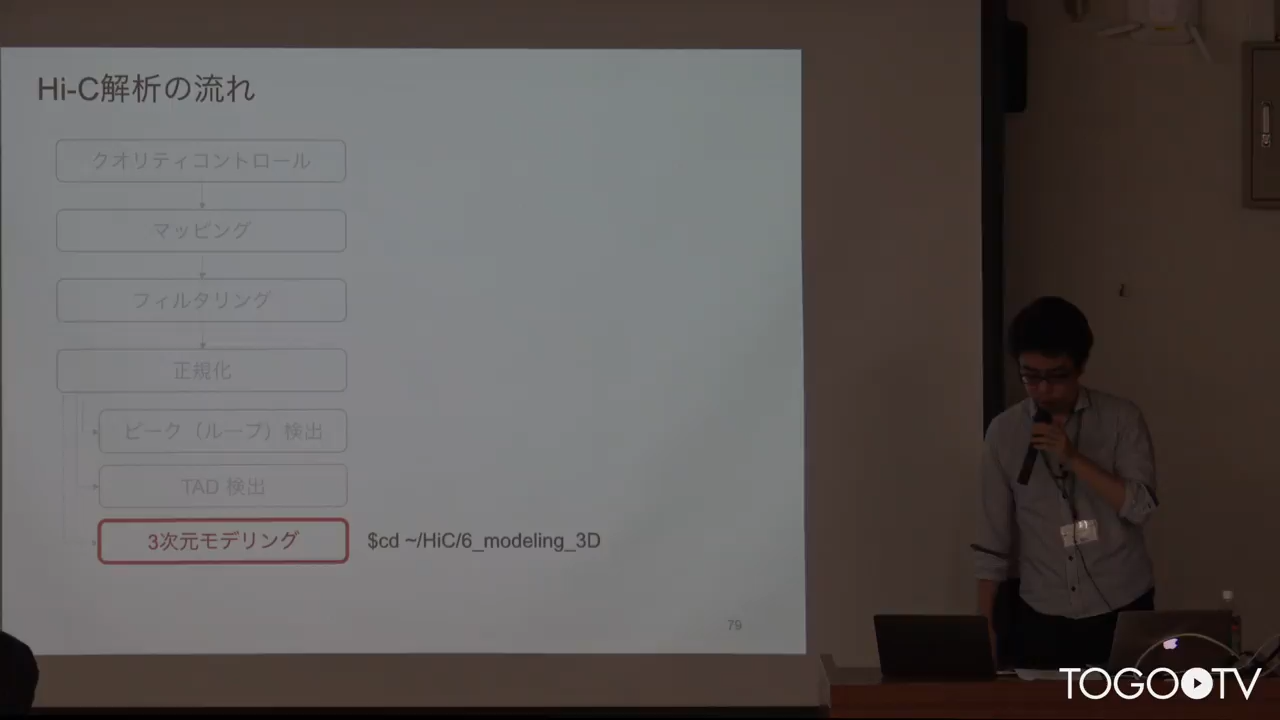 Hi-C解析の流れ
クオリティコントロール
マッピング
フィルタリング
正規化
ピーク（ループ）検出
TAD 検出
3次元モデリング
$cd ~/HiC/6_modeling_3D
79
TOGOTV